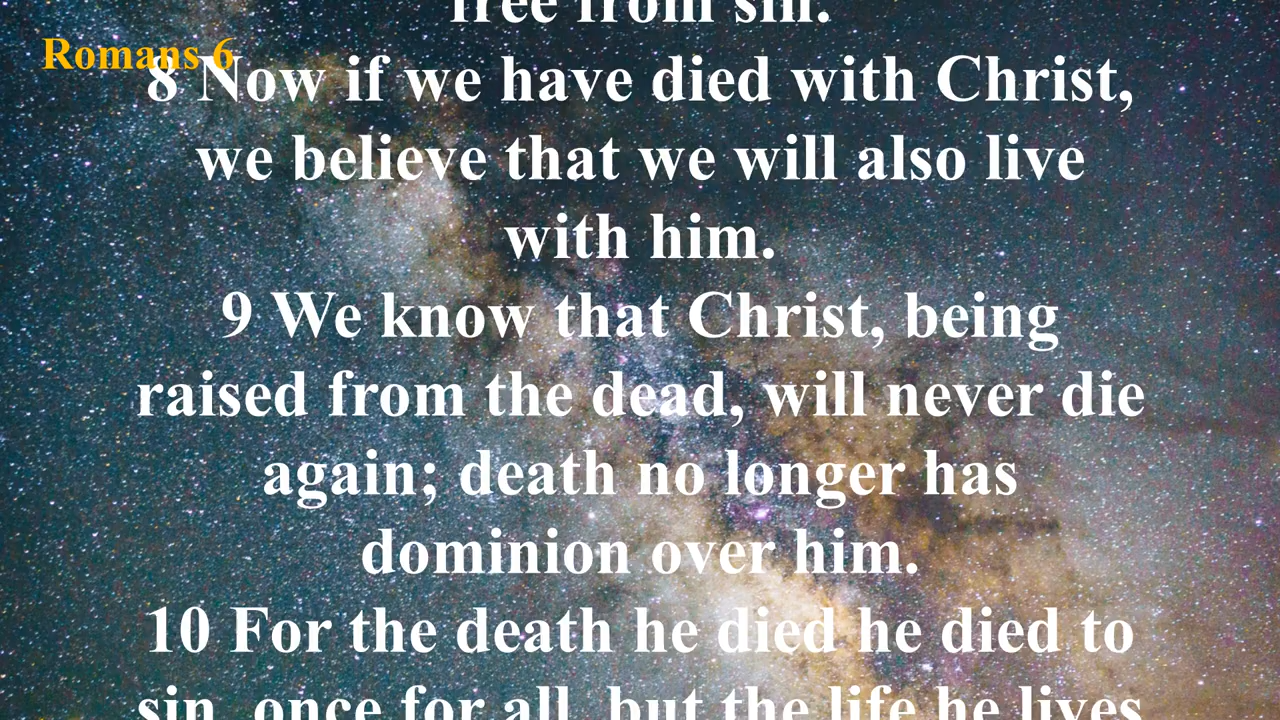 free from sin.
Romans 6
8 Now if we have died with Christ,
we believe that we will also live
with him.
9 We know that Christ, being
raised from the dead, will never die
again; death no longer has
dominion over him.
10 For the death he died he died to
sin, once for all, but the life he lives